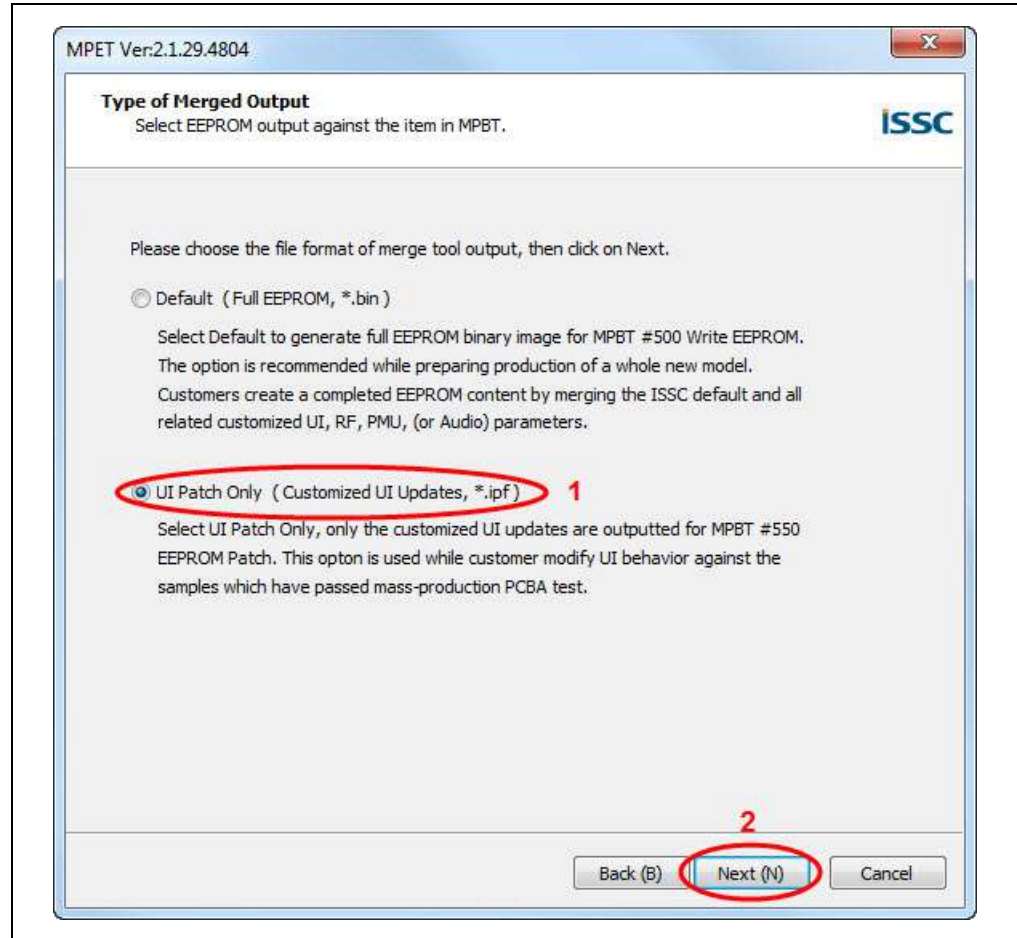 MPET Ver:2.1.29.4804
x
Type of Merged Output
Select EEPROM output against the item in MPBT.
ISSC
Please choose the file format of merge tool output, then click on Next.
Default ( Full EEPROM, *.bin )
Select Default to generate full EEPROM binary image for MPBT #500 Write EEPROM.
The option is recommended while preparing production of a whole new model.
Customers create a completed EEPROM content by merging the ISSC default and all
related customized UI, RF, PMU, (or Audio) parameters.
UI Patch Only ( Customized UI Updates, *.ipf ) 1
Select UI Patch Only, only the customized UI updates are outputted for MPBT #550
EEPROM Patch. This opton is used while customer modify UI behavior against the
samples which have passed mass-production PCBA test.
2
Back (B) Next (N) Cancel